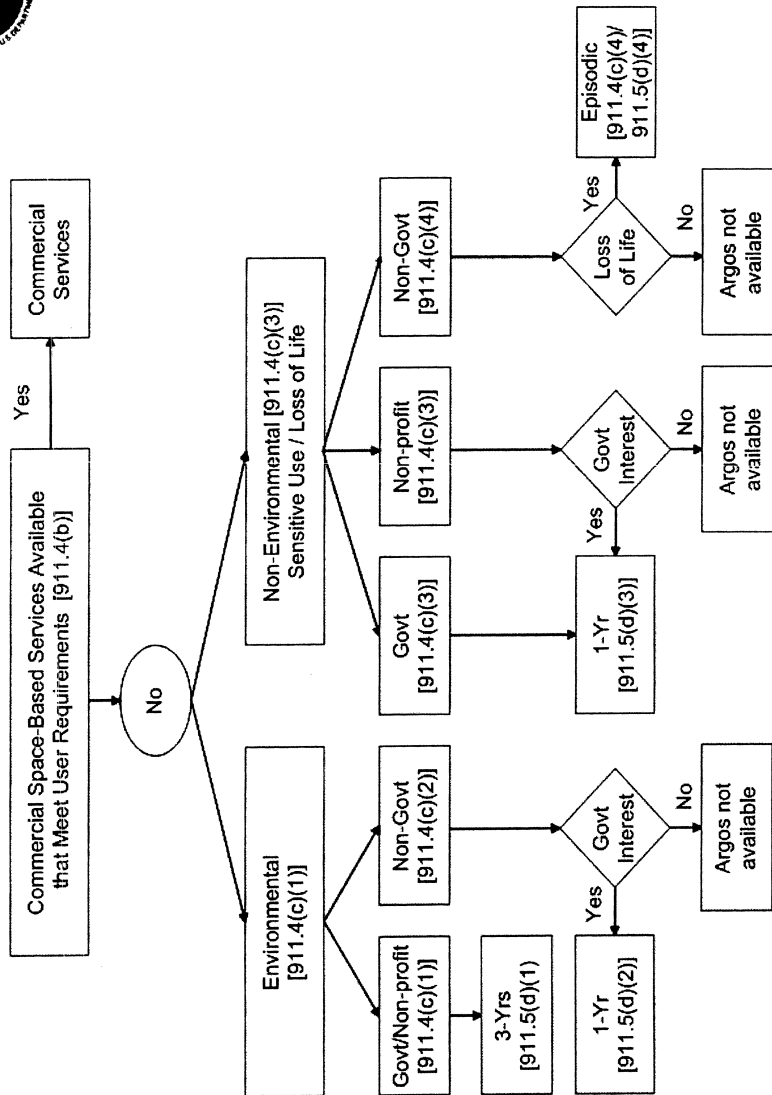 U S DEPARTME
Commercial Space-Based Services Available
that Meet User Requirements [911.4(b)]
Yes
Commercial
Services
No
Environmental
[911.4(c)(1)]
Non-Environmental [911.4(c)(3)]
Sensitive Use / Loss of Life
Govt/Non-profit
[911.4(c)(1)]
Non-Govt
[911.4(c)(2)]
Govt
[911.4(c)(3)]
Non-profit
[911.4(c)(3)]
Non-Govt
[911.4(c)(4)]
3-Yrs
[911.5(d)(1)
1-Yr
[911.5(d)(2)]
Yes
Govt
Interest
No
Argos not
available
1-Yr
[911.5(d)(3)]
Yes
Govt
Interest
No
Argos not
available
Loss
of Life
Yes
Episodic
[911.4(c)(4)/
911.5(d)(4)]
No
Argos not
available